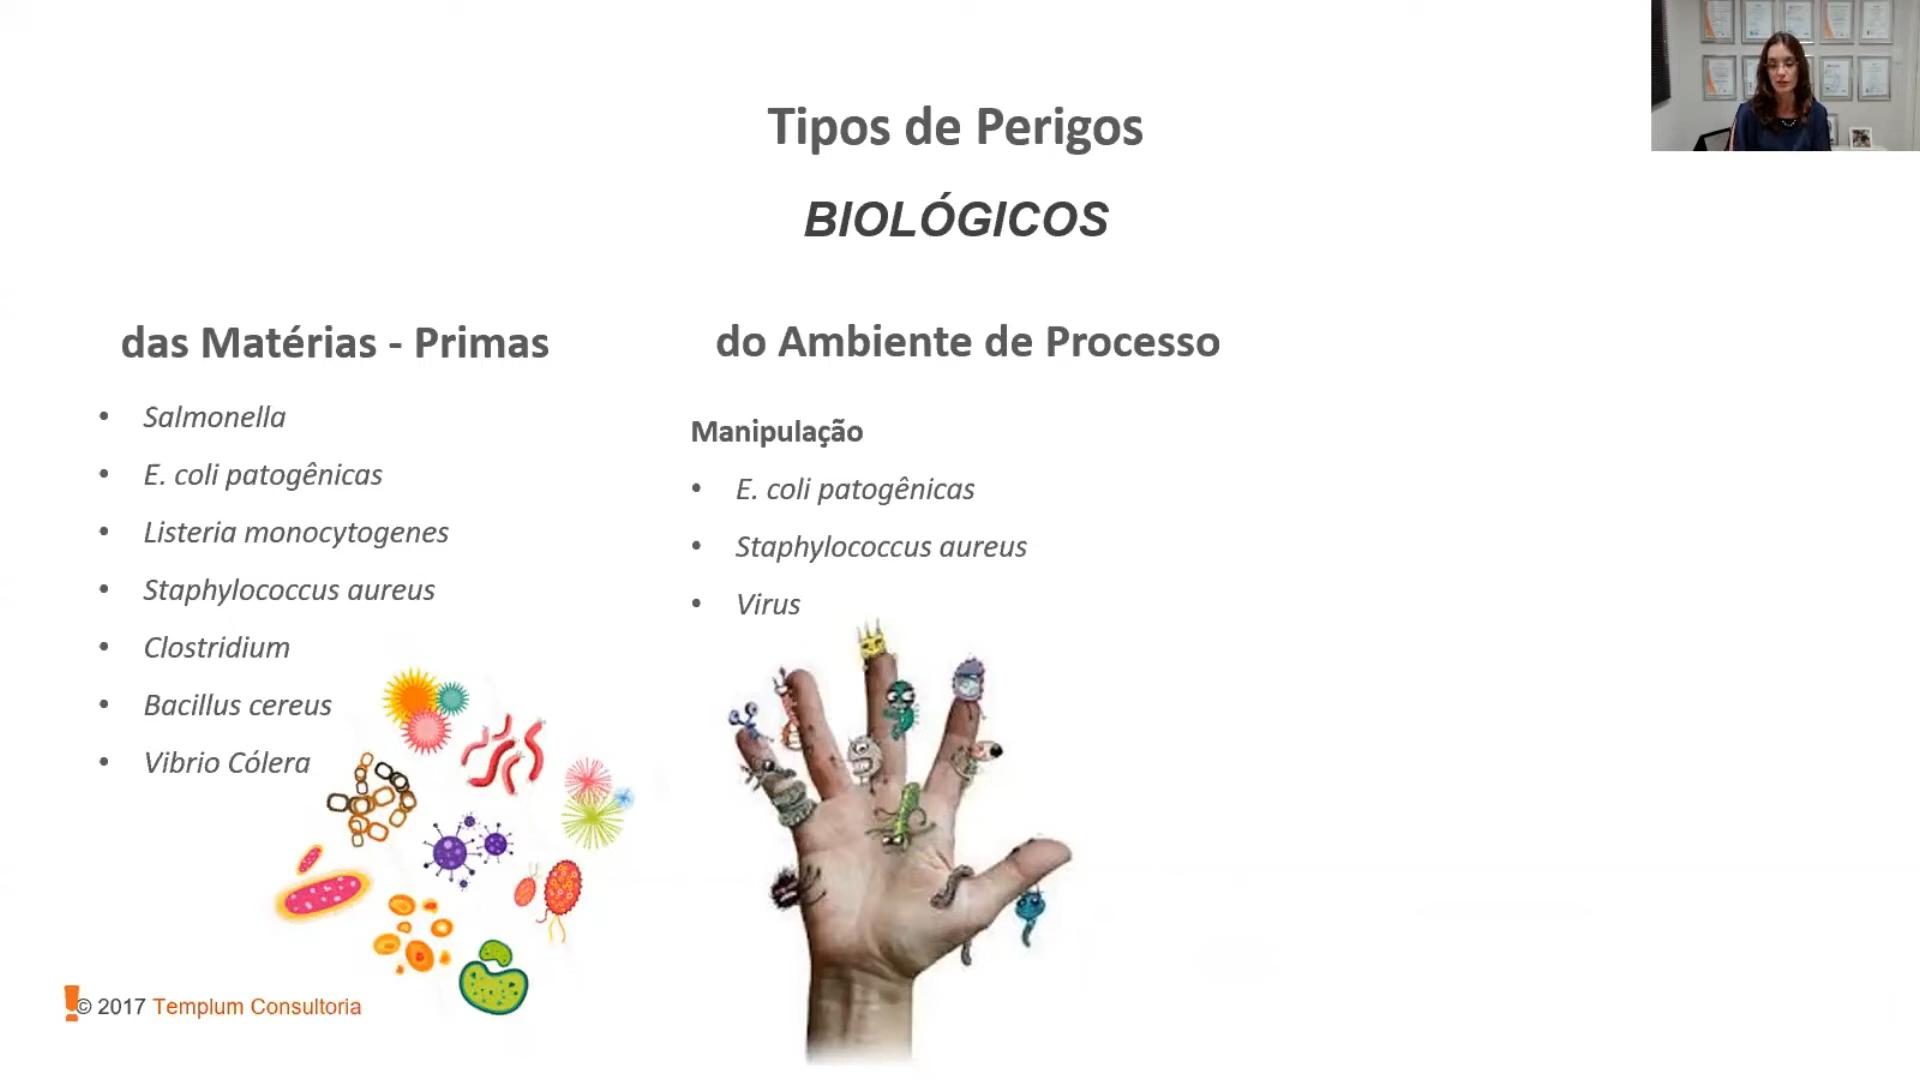 Tipos de Perigos
BIOLÓGICOS
das Matérias - Primas
• Salmonella
• E. coli patogênicas
• Listeria monocytogenes
• Staphylococcus aureus
• Clostridium
• Bacillus cereus
• Vibrio Cólera
do Ambiente de Processo
Manipulação
• E. coli patogênicas
• Staphylococcus aureus
• Virus
© 2017 Templum Consultoria